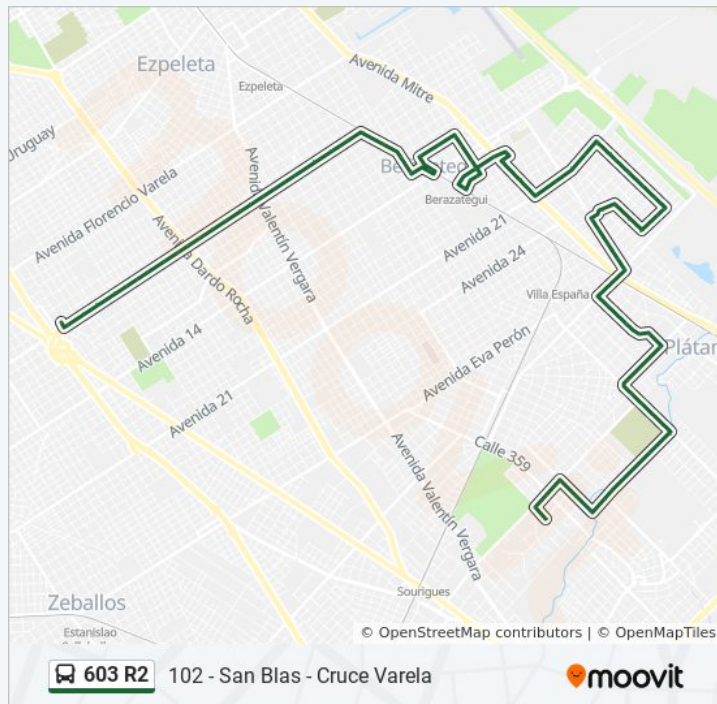 Ezpeleta
Ezpeleta
Avenida Mitre
Uruguay
Avenida Florencio Varela
Avenida Valentín Vergara
Berazategui
Avenida Dardo Rocha
Avenida 21
Avenida 24
Villa España
Avenida 14
Plátan
Avenida Eva Perón
Avenida 21
Calle 359
Avenida Valentín Vergara
Zeballos
Sourigues
Estanislao
© OpenStreetMap contributors | © OpenMapTiles
603 R2 102 - San Blas - Cruce Varela
moovit